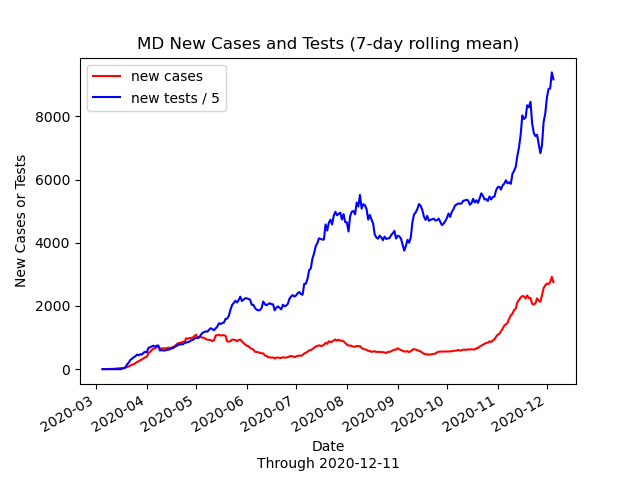 MD New Cases and Tests (7-day rolling mean)
new cases
new tests / 5
New Cases or Tests
8000
6000
4000
2000
0
2020-03
2020-04
2020-05
2020-06
2020-07
2020-08
2020-09
2020-10
2020-11
2020-12
Date
Through 2020-12-11